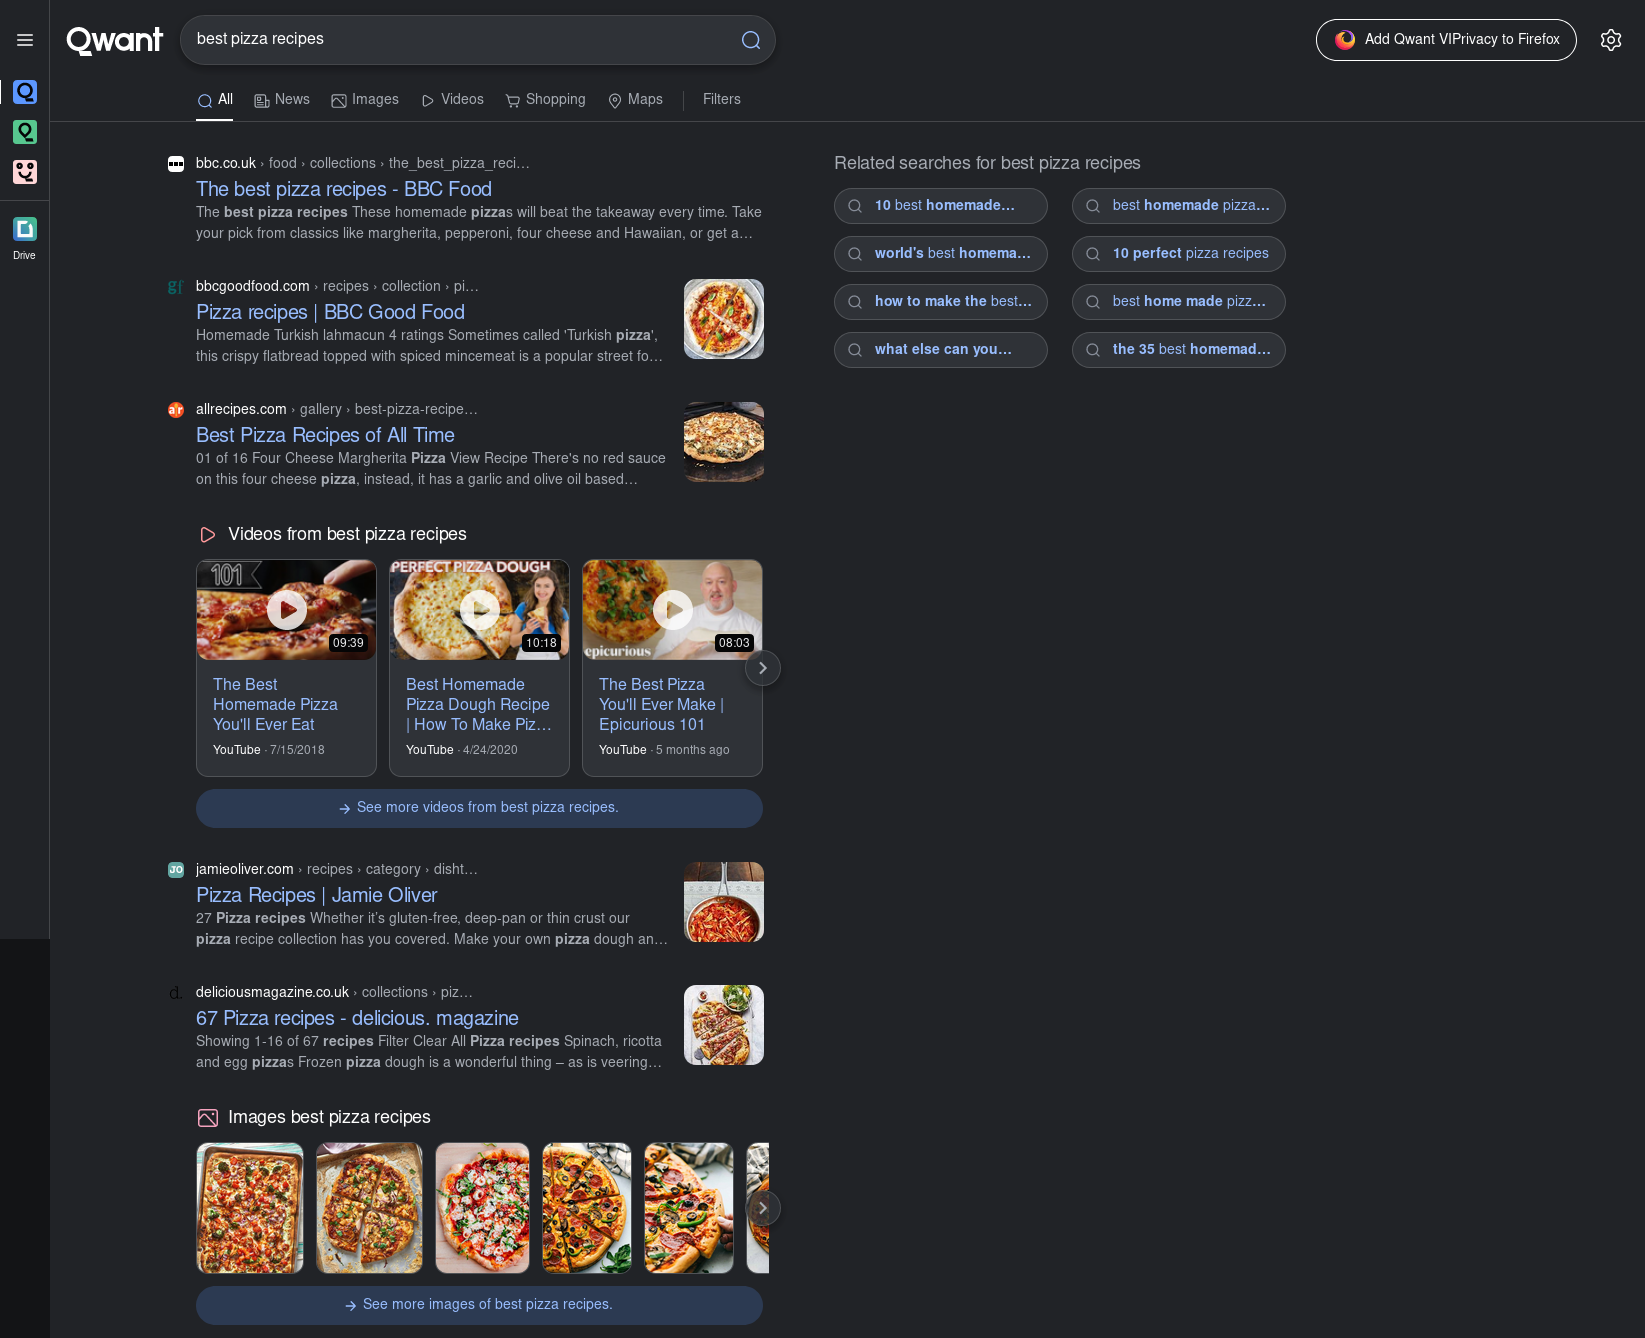 Qwant
best pizza recipes
Add Qwant VIPrivacy to Firefox
All
News
Images
Videos
Shopping
Maps
Filters
Drive
bbc.co.uk › food › collections › the_best_pizza_reci…
The best pizza recipes - BBC Food
The best pizza recipes These homemade pizzas will beat the takeaway every time. Take
your pick from classics like margherita, pepperoni, four cheese and Hawaiian, or get a…
gf
bbcgoodfood.com › recipes › collection › pi…
Pizza recipes | BBC Good Food
Homemade Turkish lahmacun 4 ratings Sometimes called 'Turkish pizza',
this crispy flatbread topped with spiced mincemeat is a popular street fo…
ar
allrecipes.com › gallery › best-pizza-recipe…
Best Pizza Recipes of All Time
01 of 16 Four Cheese Margherita Pizza View Recipe There's no red sauce
on this four cheese pizza, instead, it has a garlic and olive oil based…
Videos from best pizza recipes
101
09:39
The Best
Homemade Pizza
You'll Ever Eat
YouTube · 7/15/2018
PERFECT PIZZA DOUGH
10:18
Best Homemade
Pizza Dough Recipe
| How To Make Piz…
YouTube · 4/24/2020
epicurious
08:03
The Best Pizza
You'll Ever Make |
Epicurious 101
YouTube · 5 months ago
See more videos from best pizza recipes.
JO
jamieoliver.com › recipes › category › disht…
Pizza Recipes | Jamie Oliver
27 Pizza recipes Whether it's gluten-free, deep-pan or thin crust our
pizza recipe collection has you covered. Make your own pizza dough an…
d.
deliciousmagazine.co.uk › collections › piz…
67 Pizza recipes - delicious. magazine
Showing 1-16 of 67 recipes Filter Clear All Pizza recipes Spinach, ricotta
and egg pizzas Frozen pizza dough is a wonderful thing – as is veering…
Images best pizza recipes
See more images of best pizza recipes.
Related searches for best pizza recipes
10 best homemade…
best homemade pizza…
world's best homema…
10 perfect pizza recipes
how to make the best…
best home made pizz…
what else can you…
the 35 best homemad…